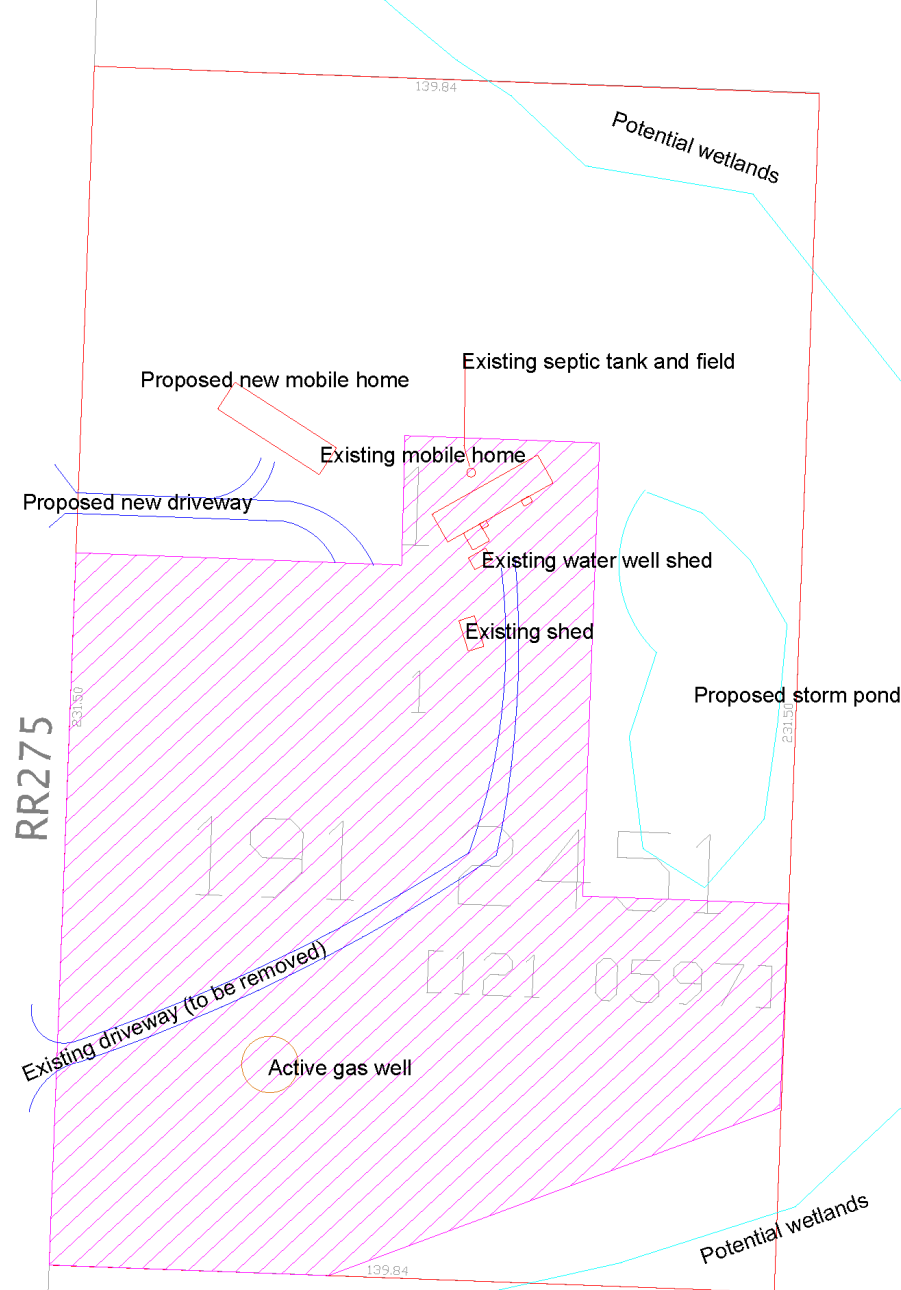 139.84
Potential wetlands
Existing septic tank and field
Proposed new mobile home
Existing mobile home
1
Proposed new driveway
Existing water well shed
Existing shed
1
231.50
Proposed storm pond
231.50
RR275
191 2451
[121 0597]
Existing driveway (to be removed)
Active gas well
Potential wetlands
139.84